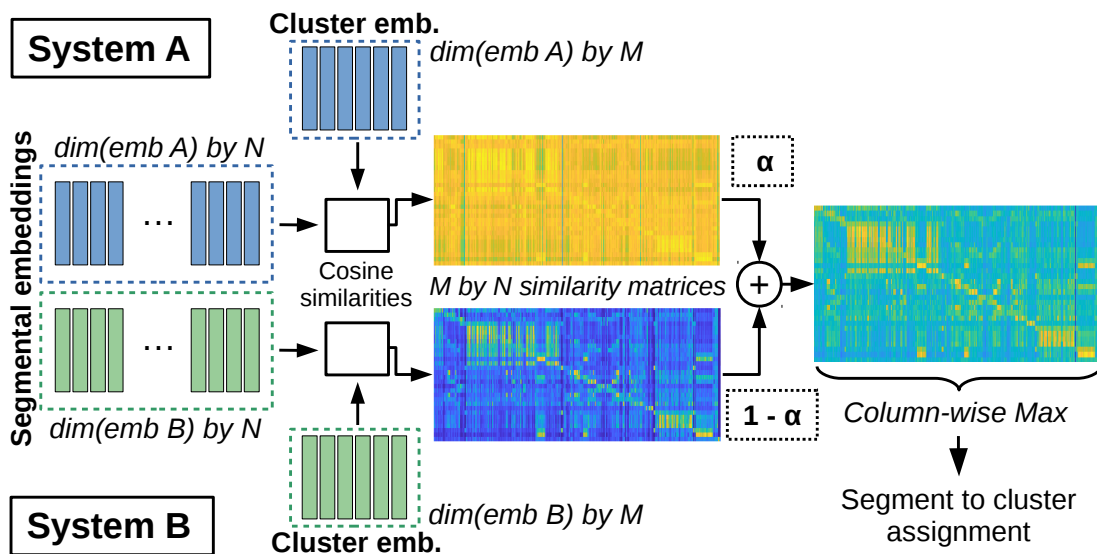 System A
Cluster emb.
dim(emb A) by M
Segmental embeddings
dim(emb A) by N
...
α
Cosine
similarities
M by N similarity matrices
+
...
dim(emb B) by N
1 - α
Column-wise Max
Segment to cluster
assignment
System B
dim(emb B) by M
Cluster emb.